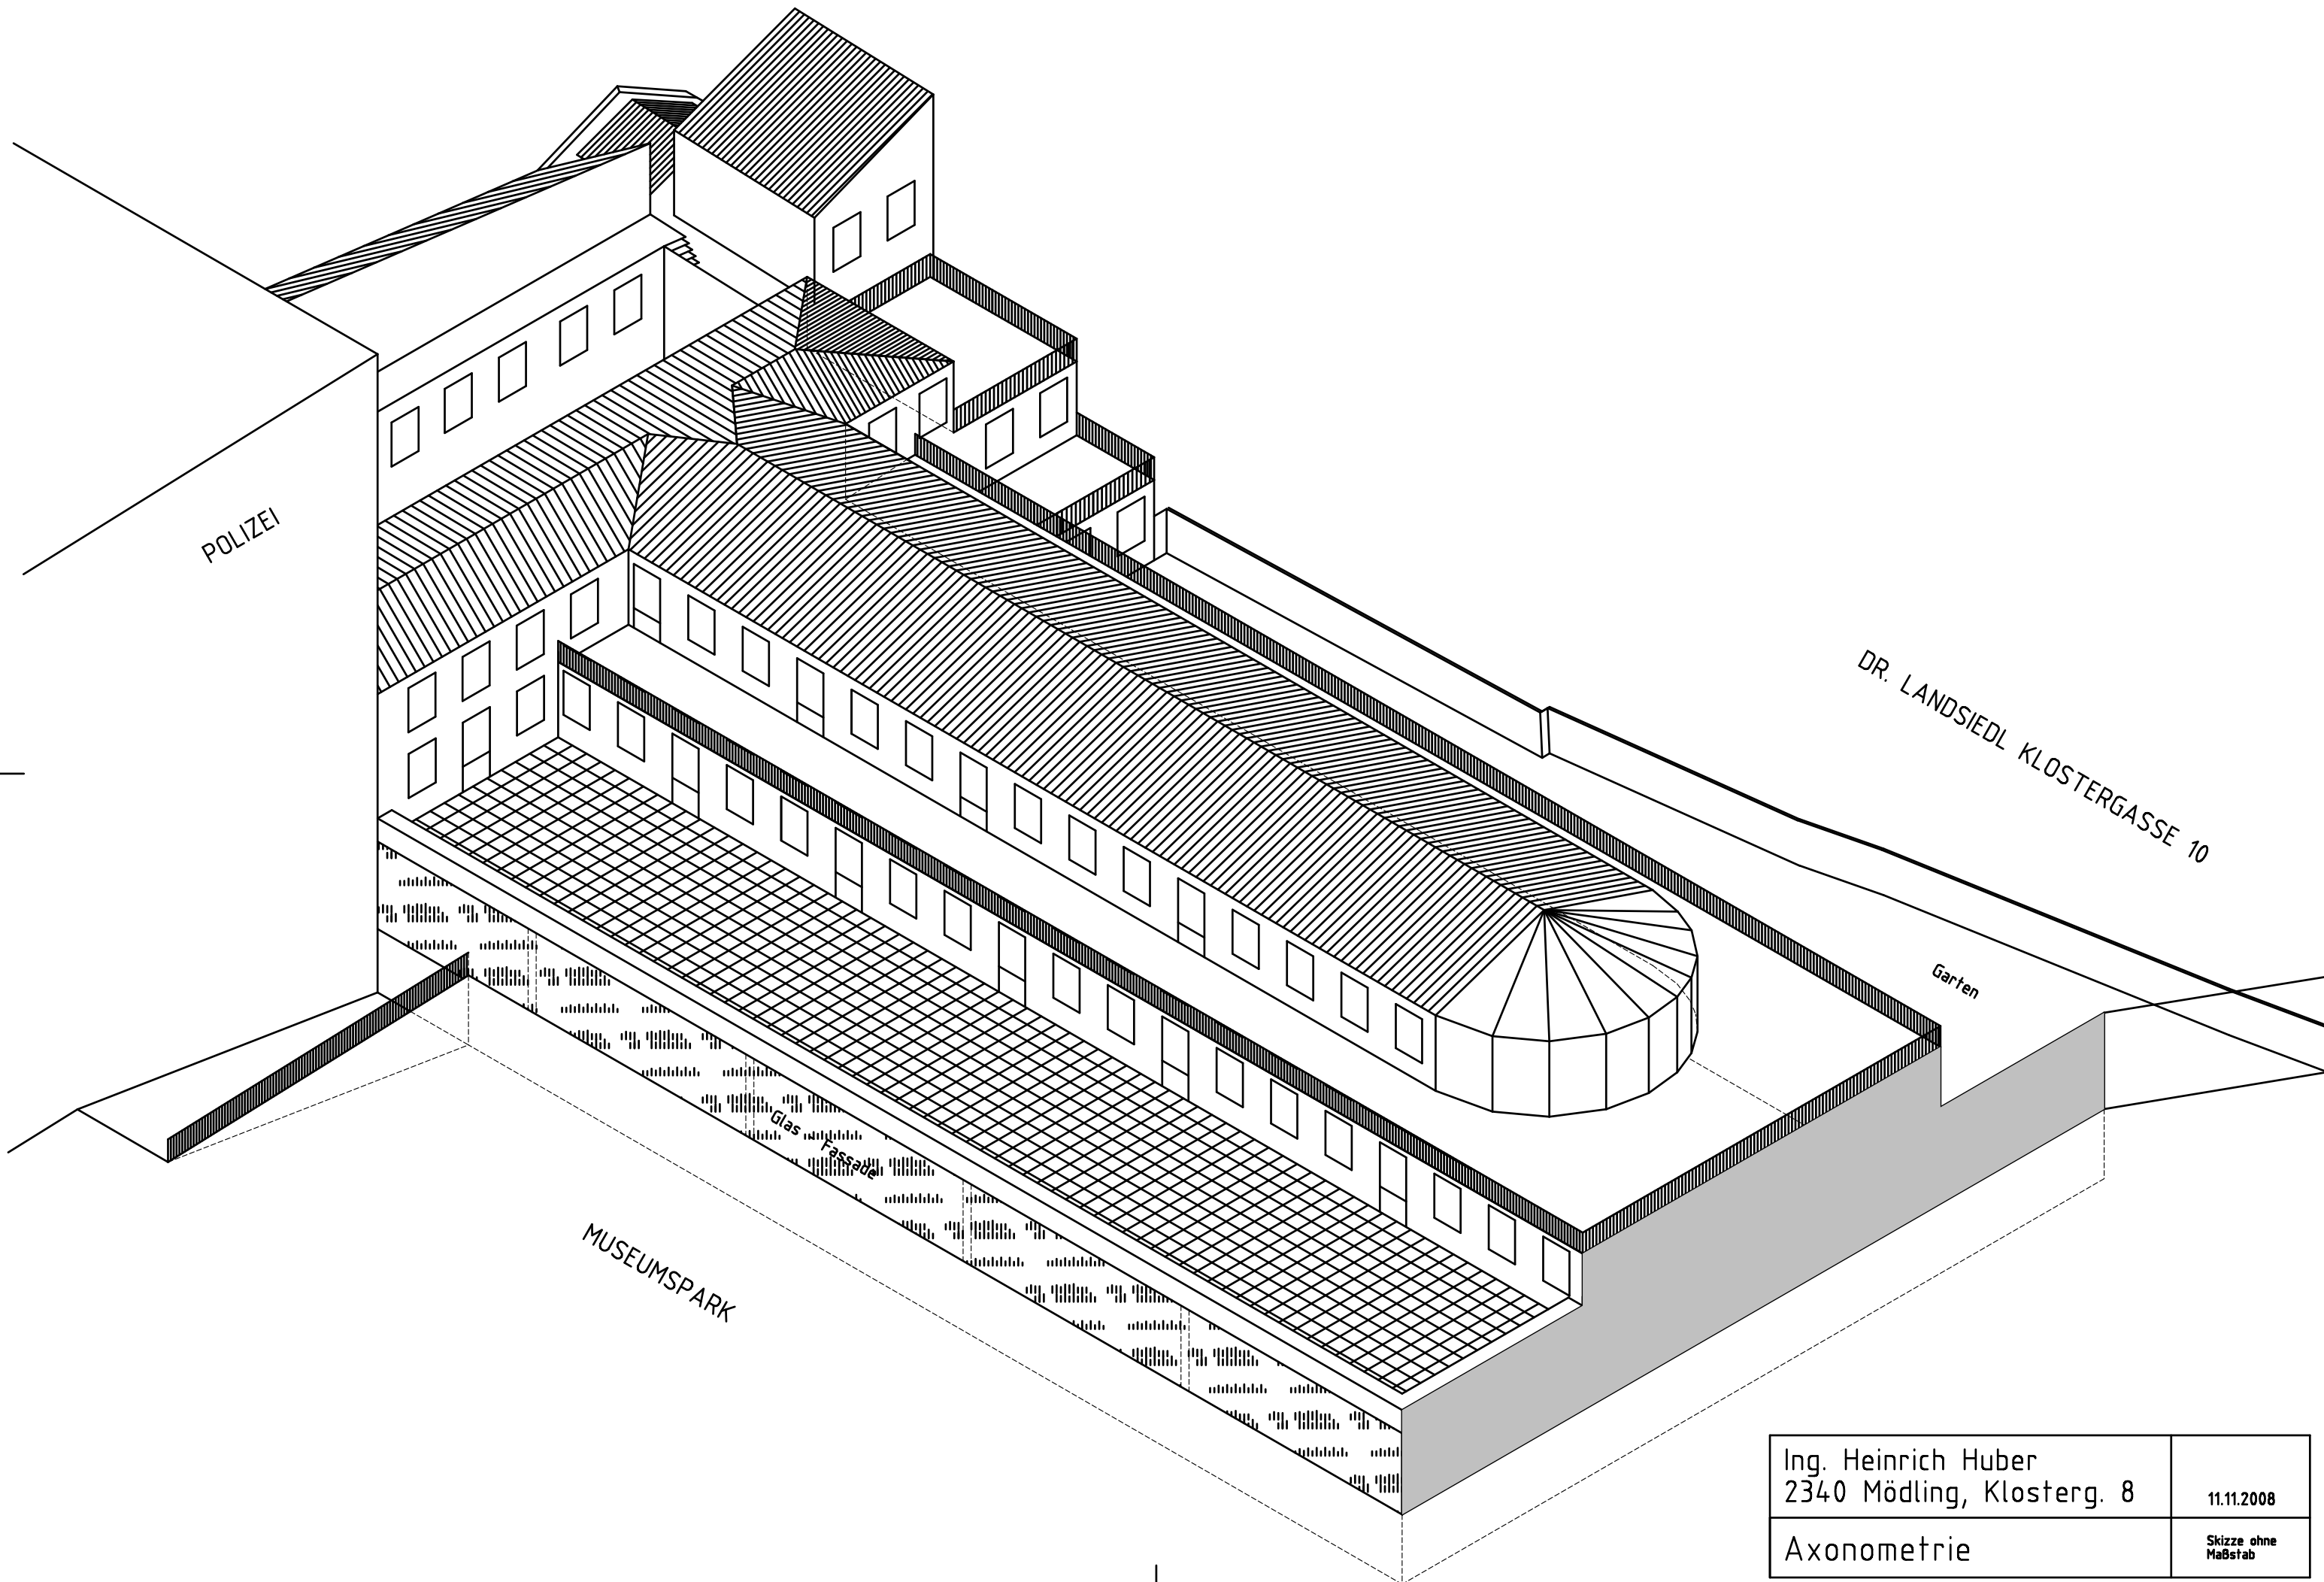 POLIZEI
DR. LANDSIEDL KLOSTERGASSE 10
Garten
Glas - Fassade
MUSEUMSPARK
Ing. Heinrich Huber
2340 Mödling, Klosterg. 8
11.11.2008
Axonometrie
Skizze ohne
Maßstab